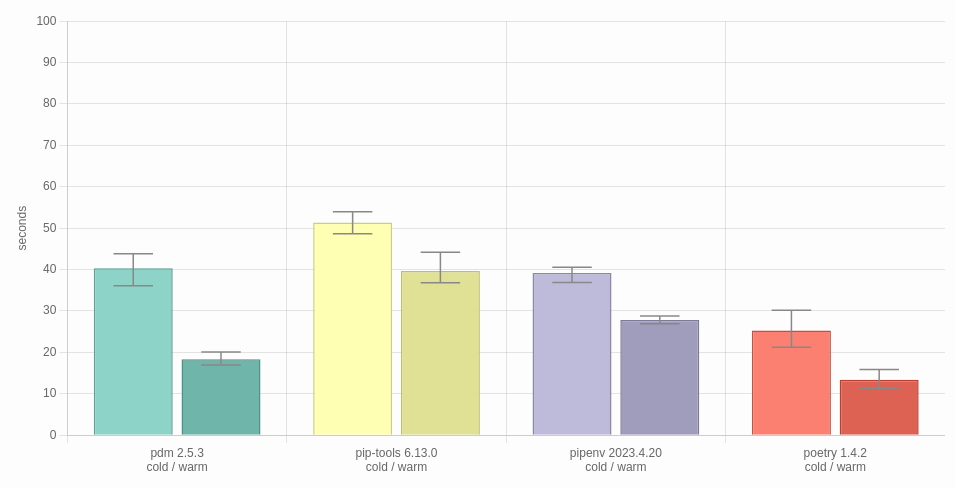 100
90
80
70
60
50
40
30
20
10
0
seconds
pdm 2.5.3
cold / warm
pip-tools 6.13.0
cold / warm
pipenv 2023.4.20
cold / warm
poetry 1.4.2
cold / warm